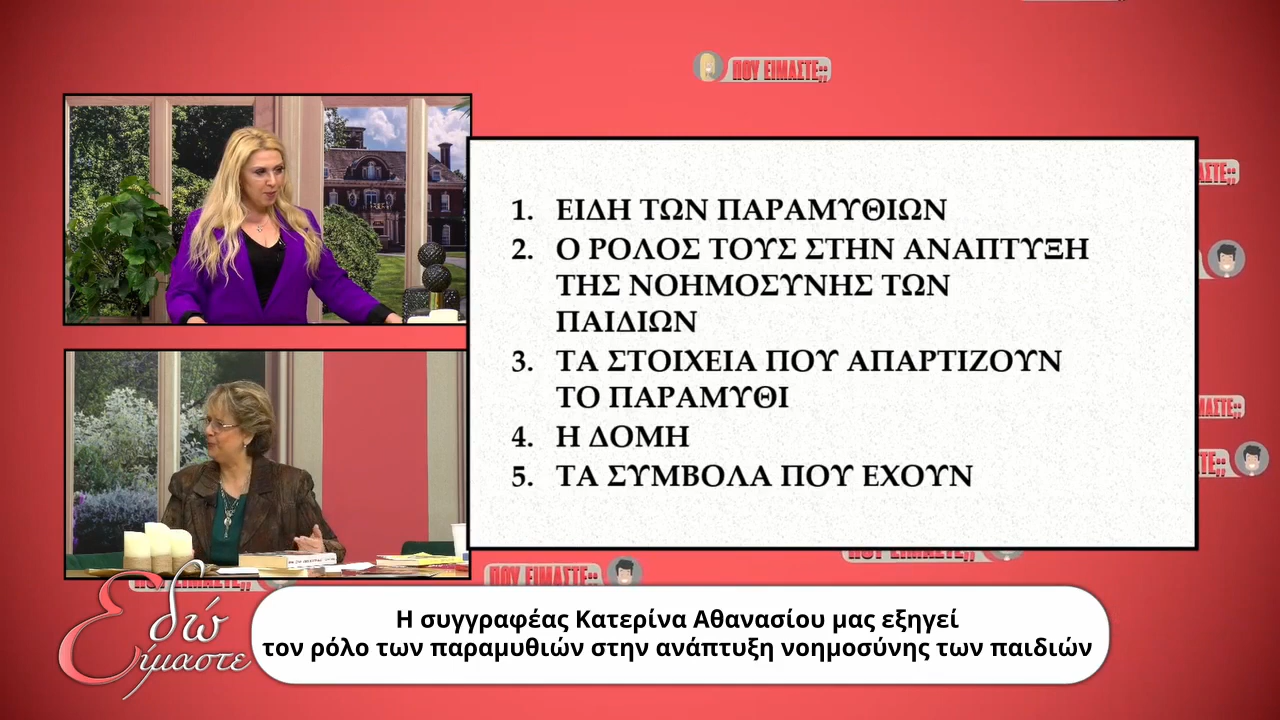 ΠΟΥ ΕΙΜΑΣΤΕ;;
1. ΕΙΔΗ ΤΩΝ ΠΑΡΑΜΥΘΙΩΝ
2. Ο ΡΟΛΟΣ ΤΟΥΣ ΣΤΗΝ ΑΝΑΠΤΥΞΗ
ΤΗΣ ΝΟΗΜΟΣΥΝΗΣ ΤΩΝ
ΠΑΙΔΙΩΝ
3. ΤΑ ΣΤΟΙΧΕΙΑ ΠΟΥ ΑΠΑΡΤΙΖΟΥΝ
ΤΟ ΠΑΡΑΜΥΘΙ
4. Η ΔΟΜΗ
5. ΤΑ ΣΥΜΒΟΛΑ ΠΟΥ ΕΧΟΥΝ
ΠΟΥ ΕΙΜΑΣΤΕ;;
Εδώ
Είμαστε
Η συγγραφέας Κατερίνα Αθανασίου μας εξηγεί
τον ρόλο των παραμυθιών στην ανάπτυξη νοημοσύνης των παιδιών